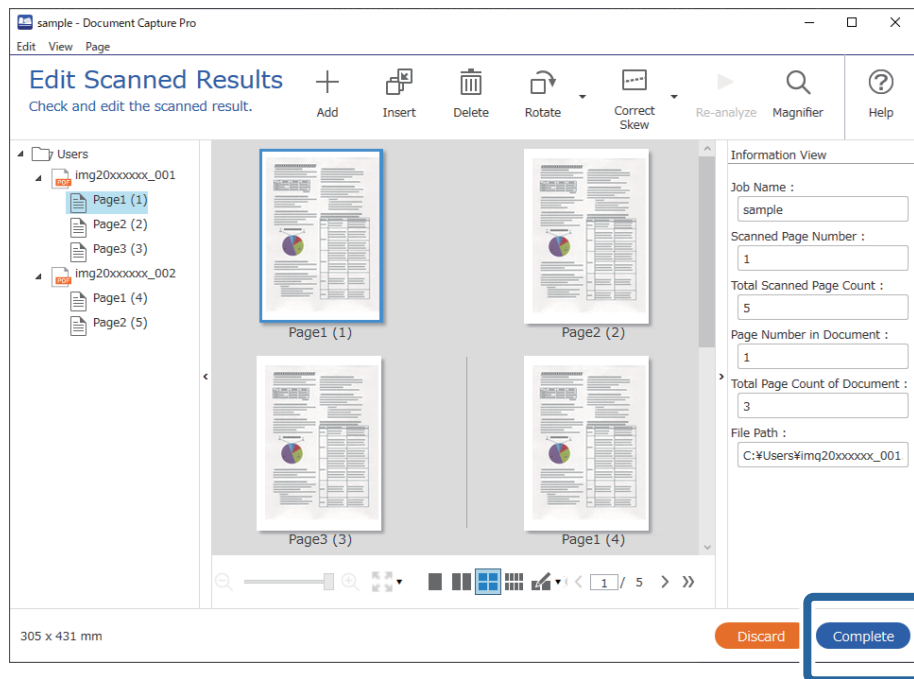 sample - Document Capture Pro
Edit View Page
Edit Scanned Results
Check and edit the scanned result.
Add
Insert
Delete
Rotate
Correct
Skew
Re-analyze
Magnifier
Help
Users
PDF
img20xxxxxx_001
Page1 (1)
Page2 (2)
Page3 (3)
PDF
img20xxxxxx_002
Page1 (4)
Page2 (5)
Page1 (1)
Page2 (2)
Page3 (3)
Page1 (4)
1 / 5
Information View
Job Name :
sample
Scanned Page Number :
1
Total Scanned Page Count :
5
Page Number in Document :
1
Total Page Count of Document :
3
File Path :
C:¥Users¥img20xxxxxx_001
305 x 431 mm
Discard
Complete